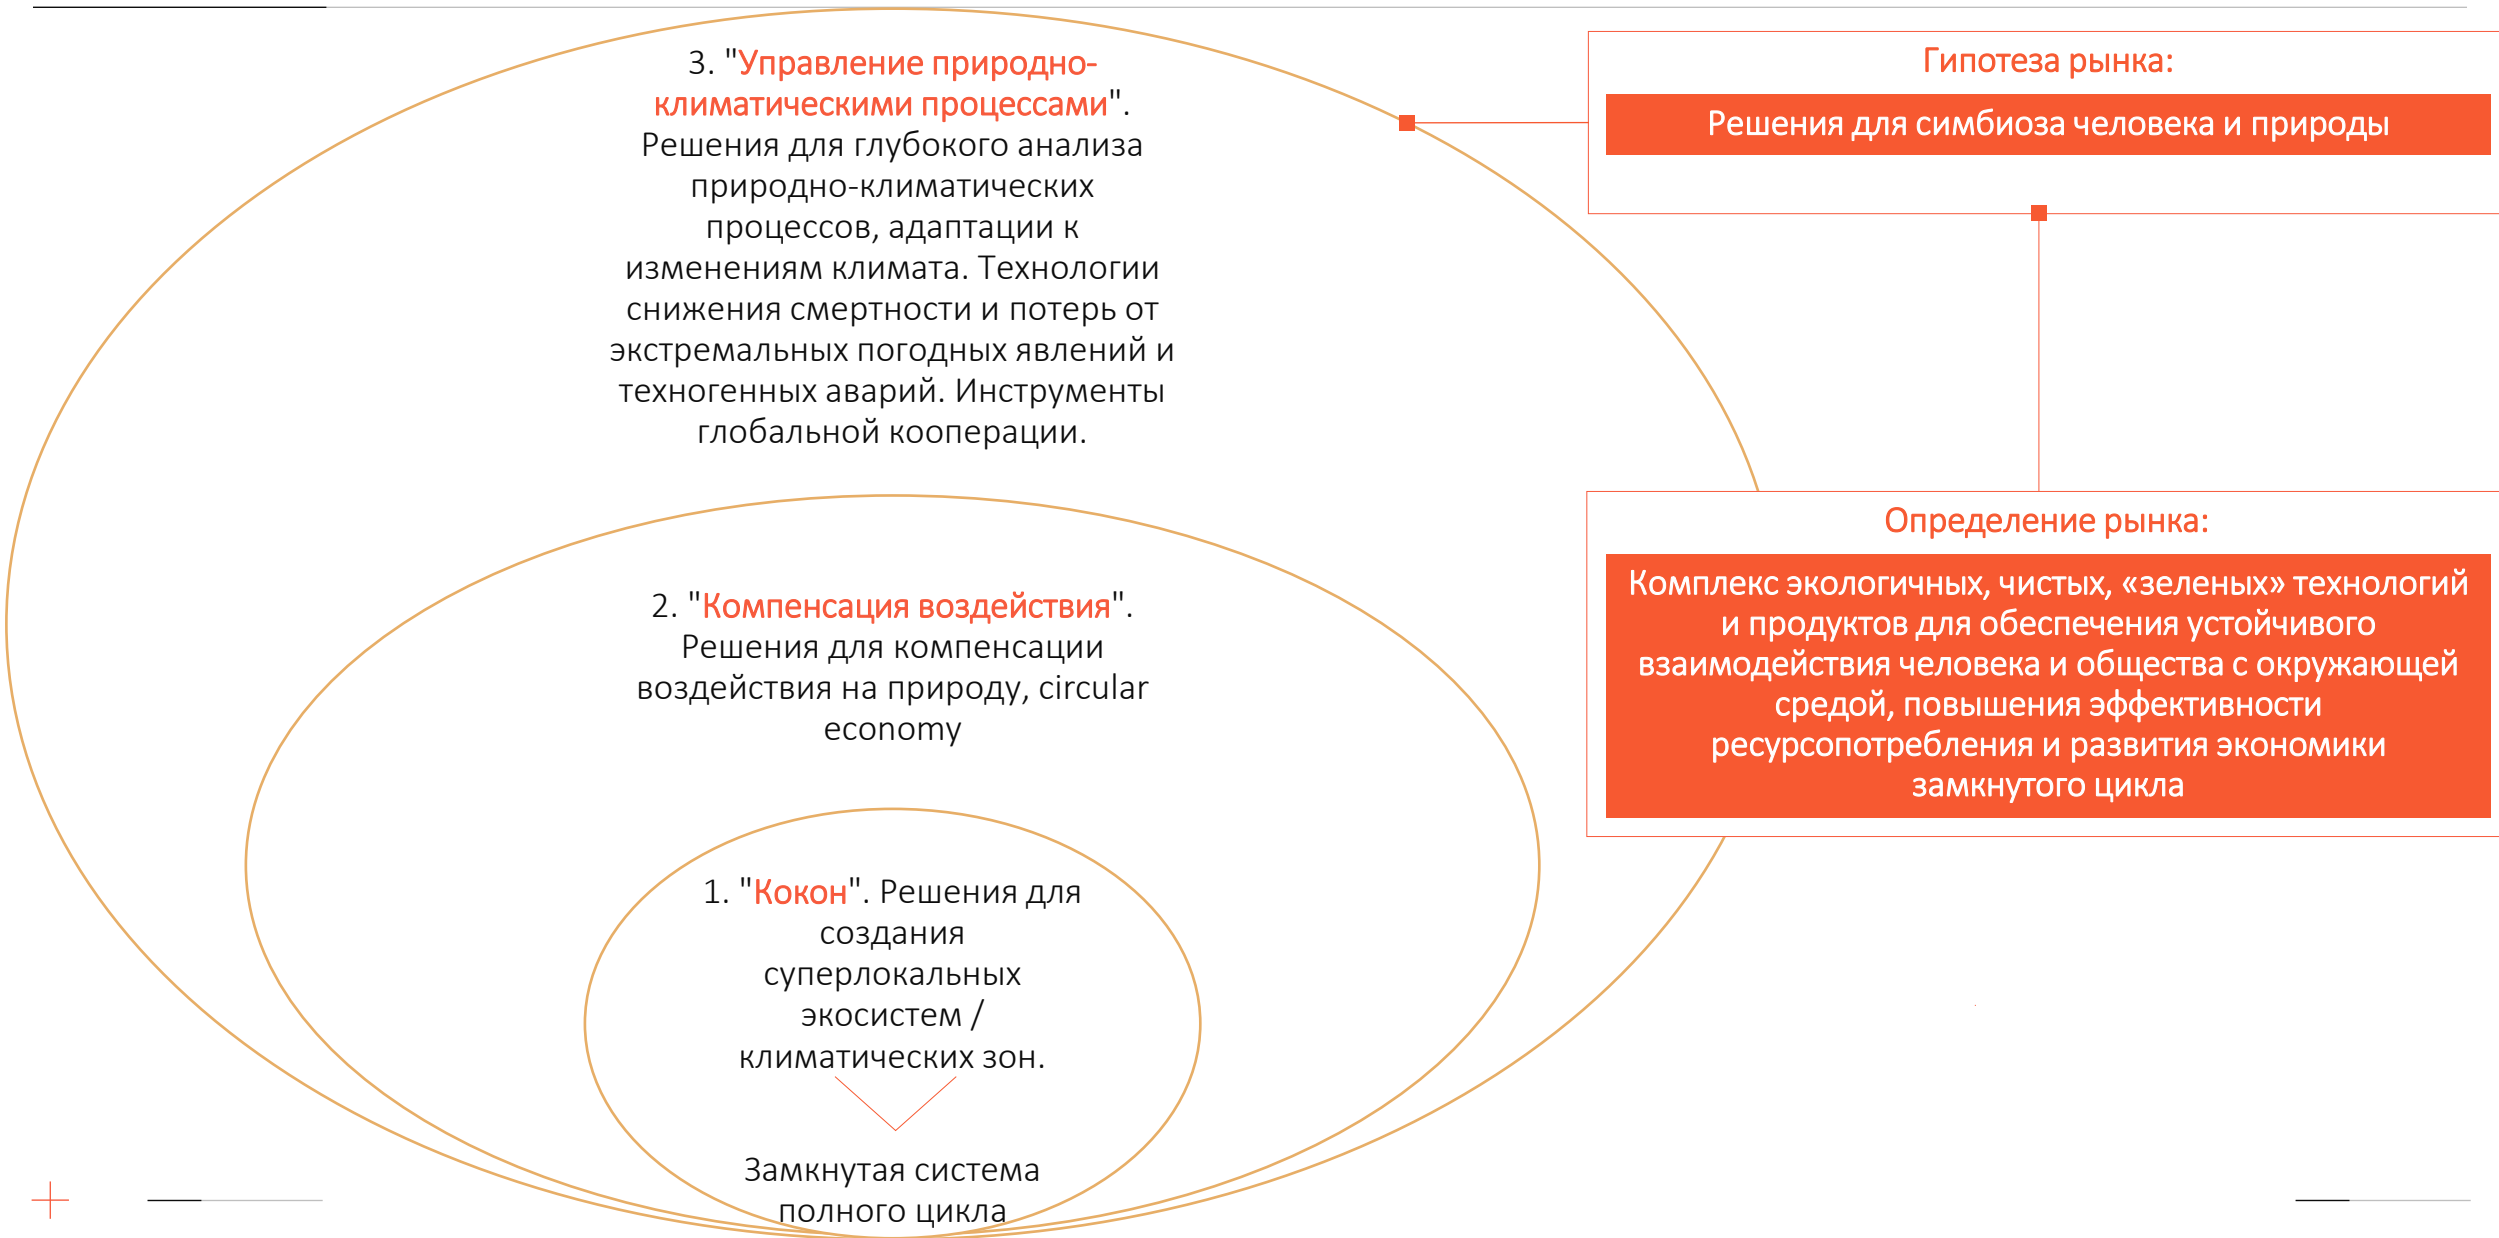 3. "Управление природно-
климатическими процессами".
Решения для глубокого анализа
природно-климатических
процессов, адаптации к
изменениям климата. Технологии
снижения смертности и потерь от
экстремальных погодных явлений и
техногенных аварий. Инструменты
глобальной кооперации.
2. "Компенсация воздействия".
Решения для компенсации
воздействия на природу, circular
economy
1. "Кокон". Решения для
создания
суперлокальных
экосистем /
климатических зон.
Замкнутая система
полного цикла
Гипотеза рынка:
Решения для симбиоза человека и природы
Определение рынка:
Комплекс экологичных, чистых, «зеленых» технологий
и продуктов для обеспечения устойчивого
взаимодействия человека и общества с окружающей
средой, повышения эффективности
ресурсопотребления и развития экономики
замкнутого цикла